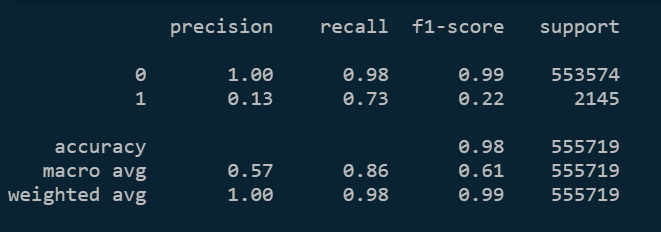 precision recall f1-score support
0 1.00 0.98 0.99 553574
1 0.13 0.73 0.22 2145
accuracy 0.98 555719
macro avg 0.57 0.86 0.61 555719
weighted avg 1.00 0.98 0.99 555719